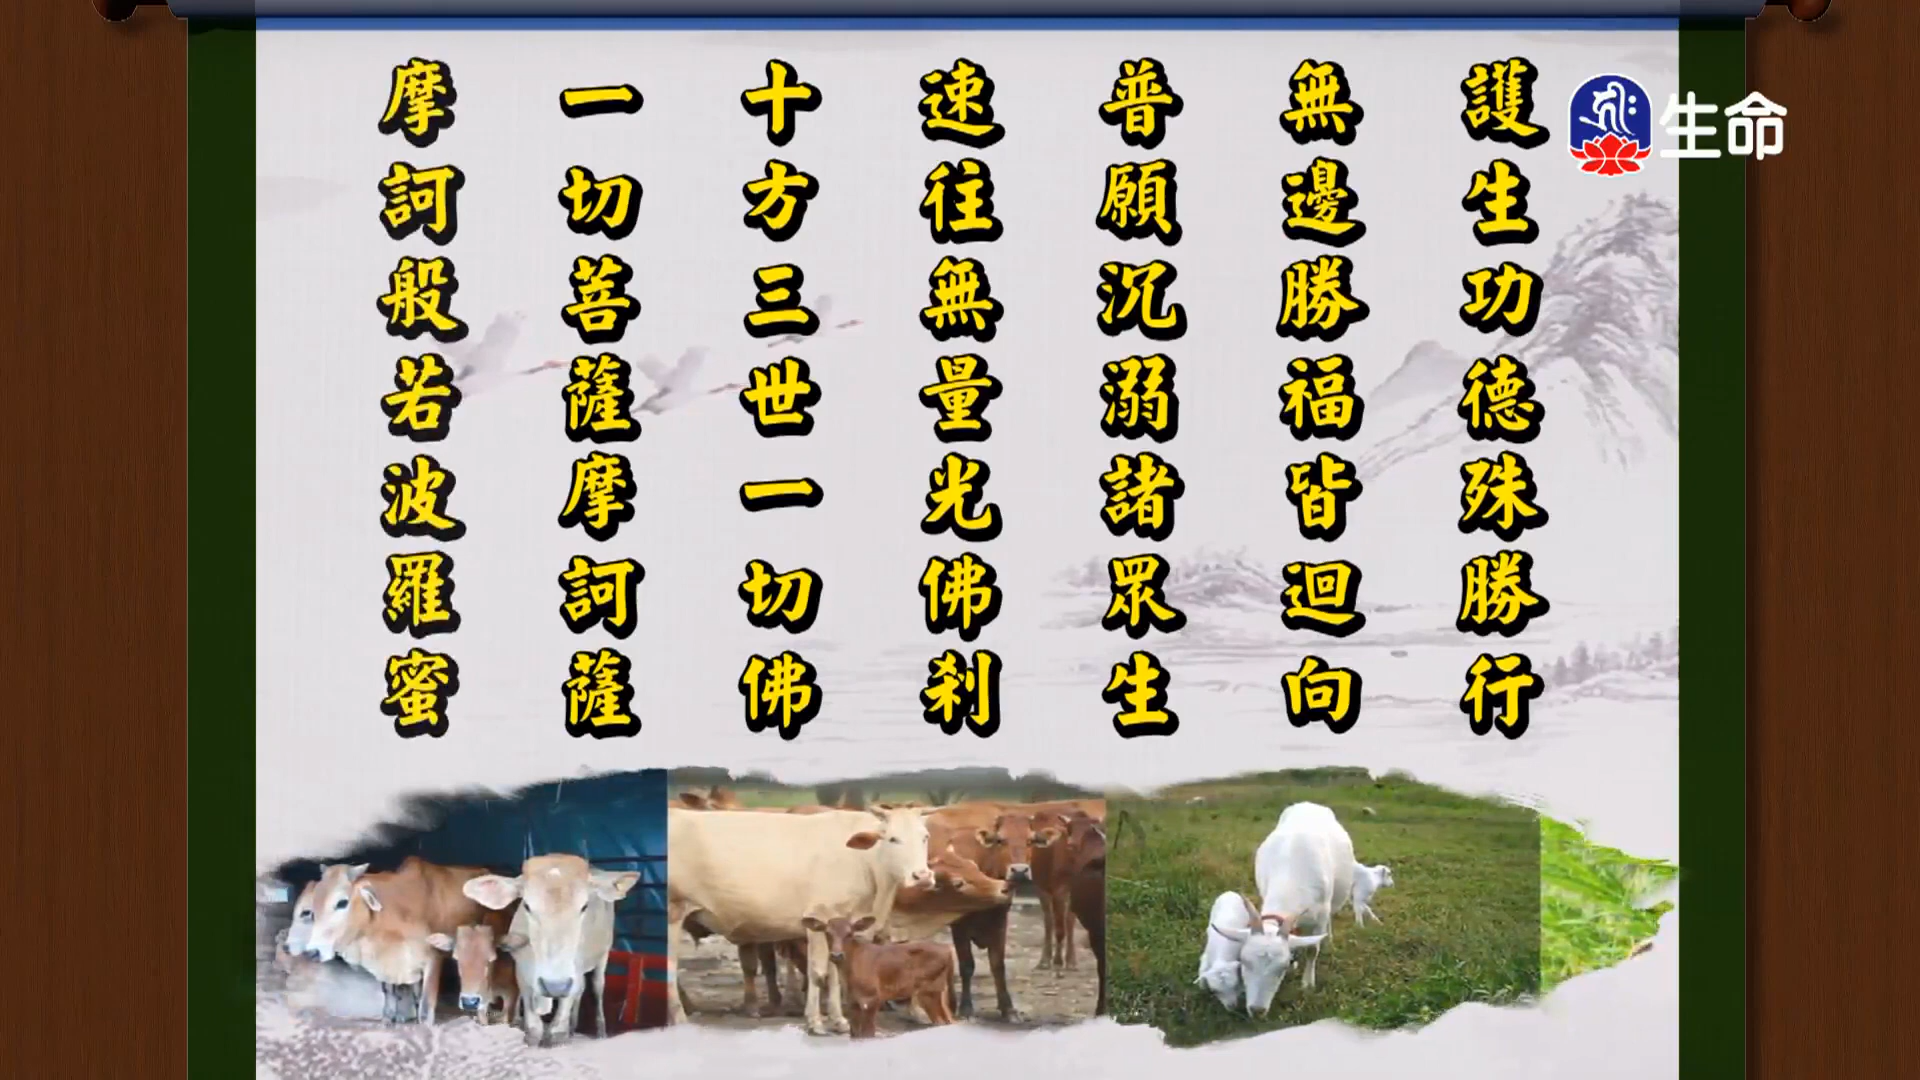 護生功德殊勝行
無邊勝福皆迴向
普願沉溺諸眾生
速往無量光佛剎
十方三世一切佛
一切菩薩摩訶薩
摩訶般若波羅蜜
生命